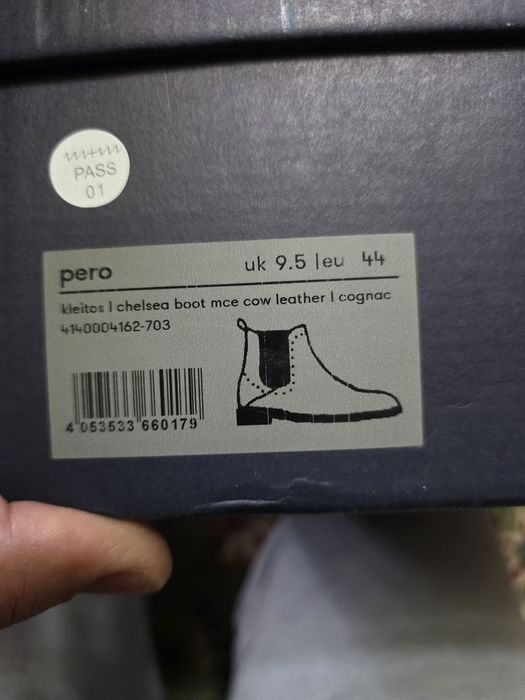 m+m
PASS
01
pero
uk 9.5 | eu 44
kleitos | chelsea boot mce cow leather | cognac
4140004162-703
4 053533 660179